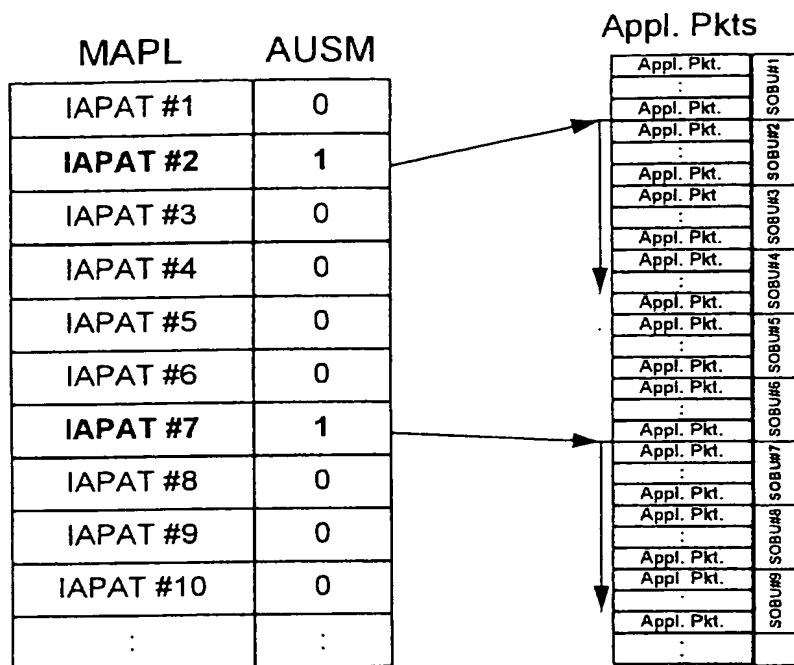 MAPL AUSM
IAPAT #1 0
IAPAT #2 1
IAPAT #3 0
IAPAT #4 0
IAPAT #5 0
IAPAT #6 0
IAPAT #7 1
IAPAT #8 0
IAPAT #9 0
IAPAT #10 0
: :
Appl. Pkts
Appl. Pkt.
:
Appl. Pkt.
SOBU#1
Appl. Pkt.
:
Appl. Pkt.
SOBU#2
Appl. Pkt
:
Appl. Pkt.
SOBU#3
Appl. Pkt.
:
Appl. Pkt.
SOBU#4
Appl. Pkt.
:
Appl. Pkt.
SOBU#5
Appl. Pkt.
:
Appl. Pkt.
SOBU#6
Appl. Pkt.
:
Appl. Pkt.
SOBU#7
Appl. Pkt.
:
Appl. Pkt.
SOBU#8
Appl Pkt.
:
Appl. Pkt.
SOBU#9
: